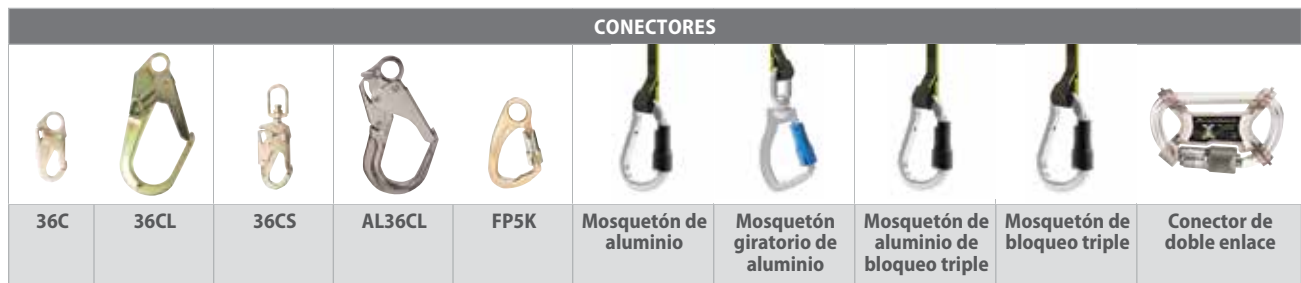 CONECTORES
36C
36CL
36CS
AL36CL
FP5K
Mosquetón de
aluminio
Mosquetón
giratorio de
aluminio
Mosquetón de
aluminio de
bloqueo triple
Mosquetón de
bloqueo triple
Conector de
doble enlace